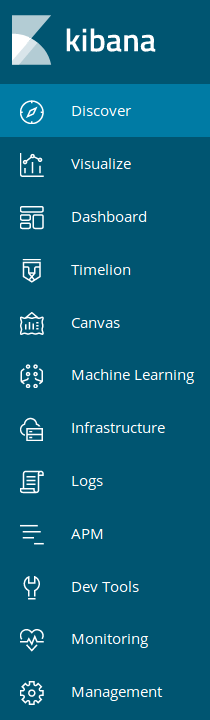 kibana
Discover
Visualize
Dashboard
Timelion
Canvas
Machine Learning
Infrastructure
Logs
APM
Dev Tools
Monitoring
Management